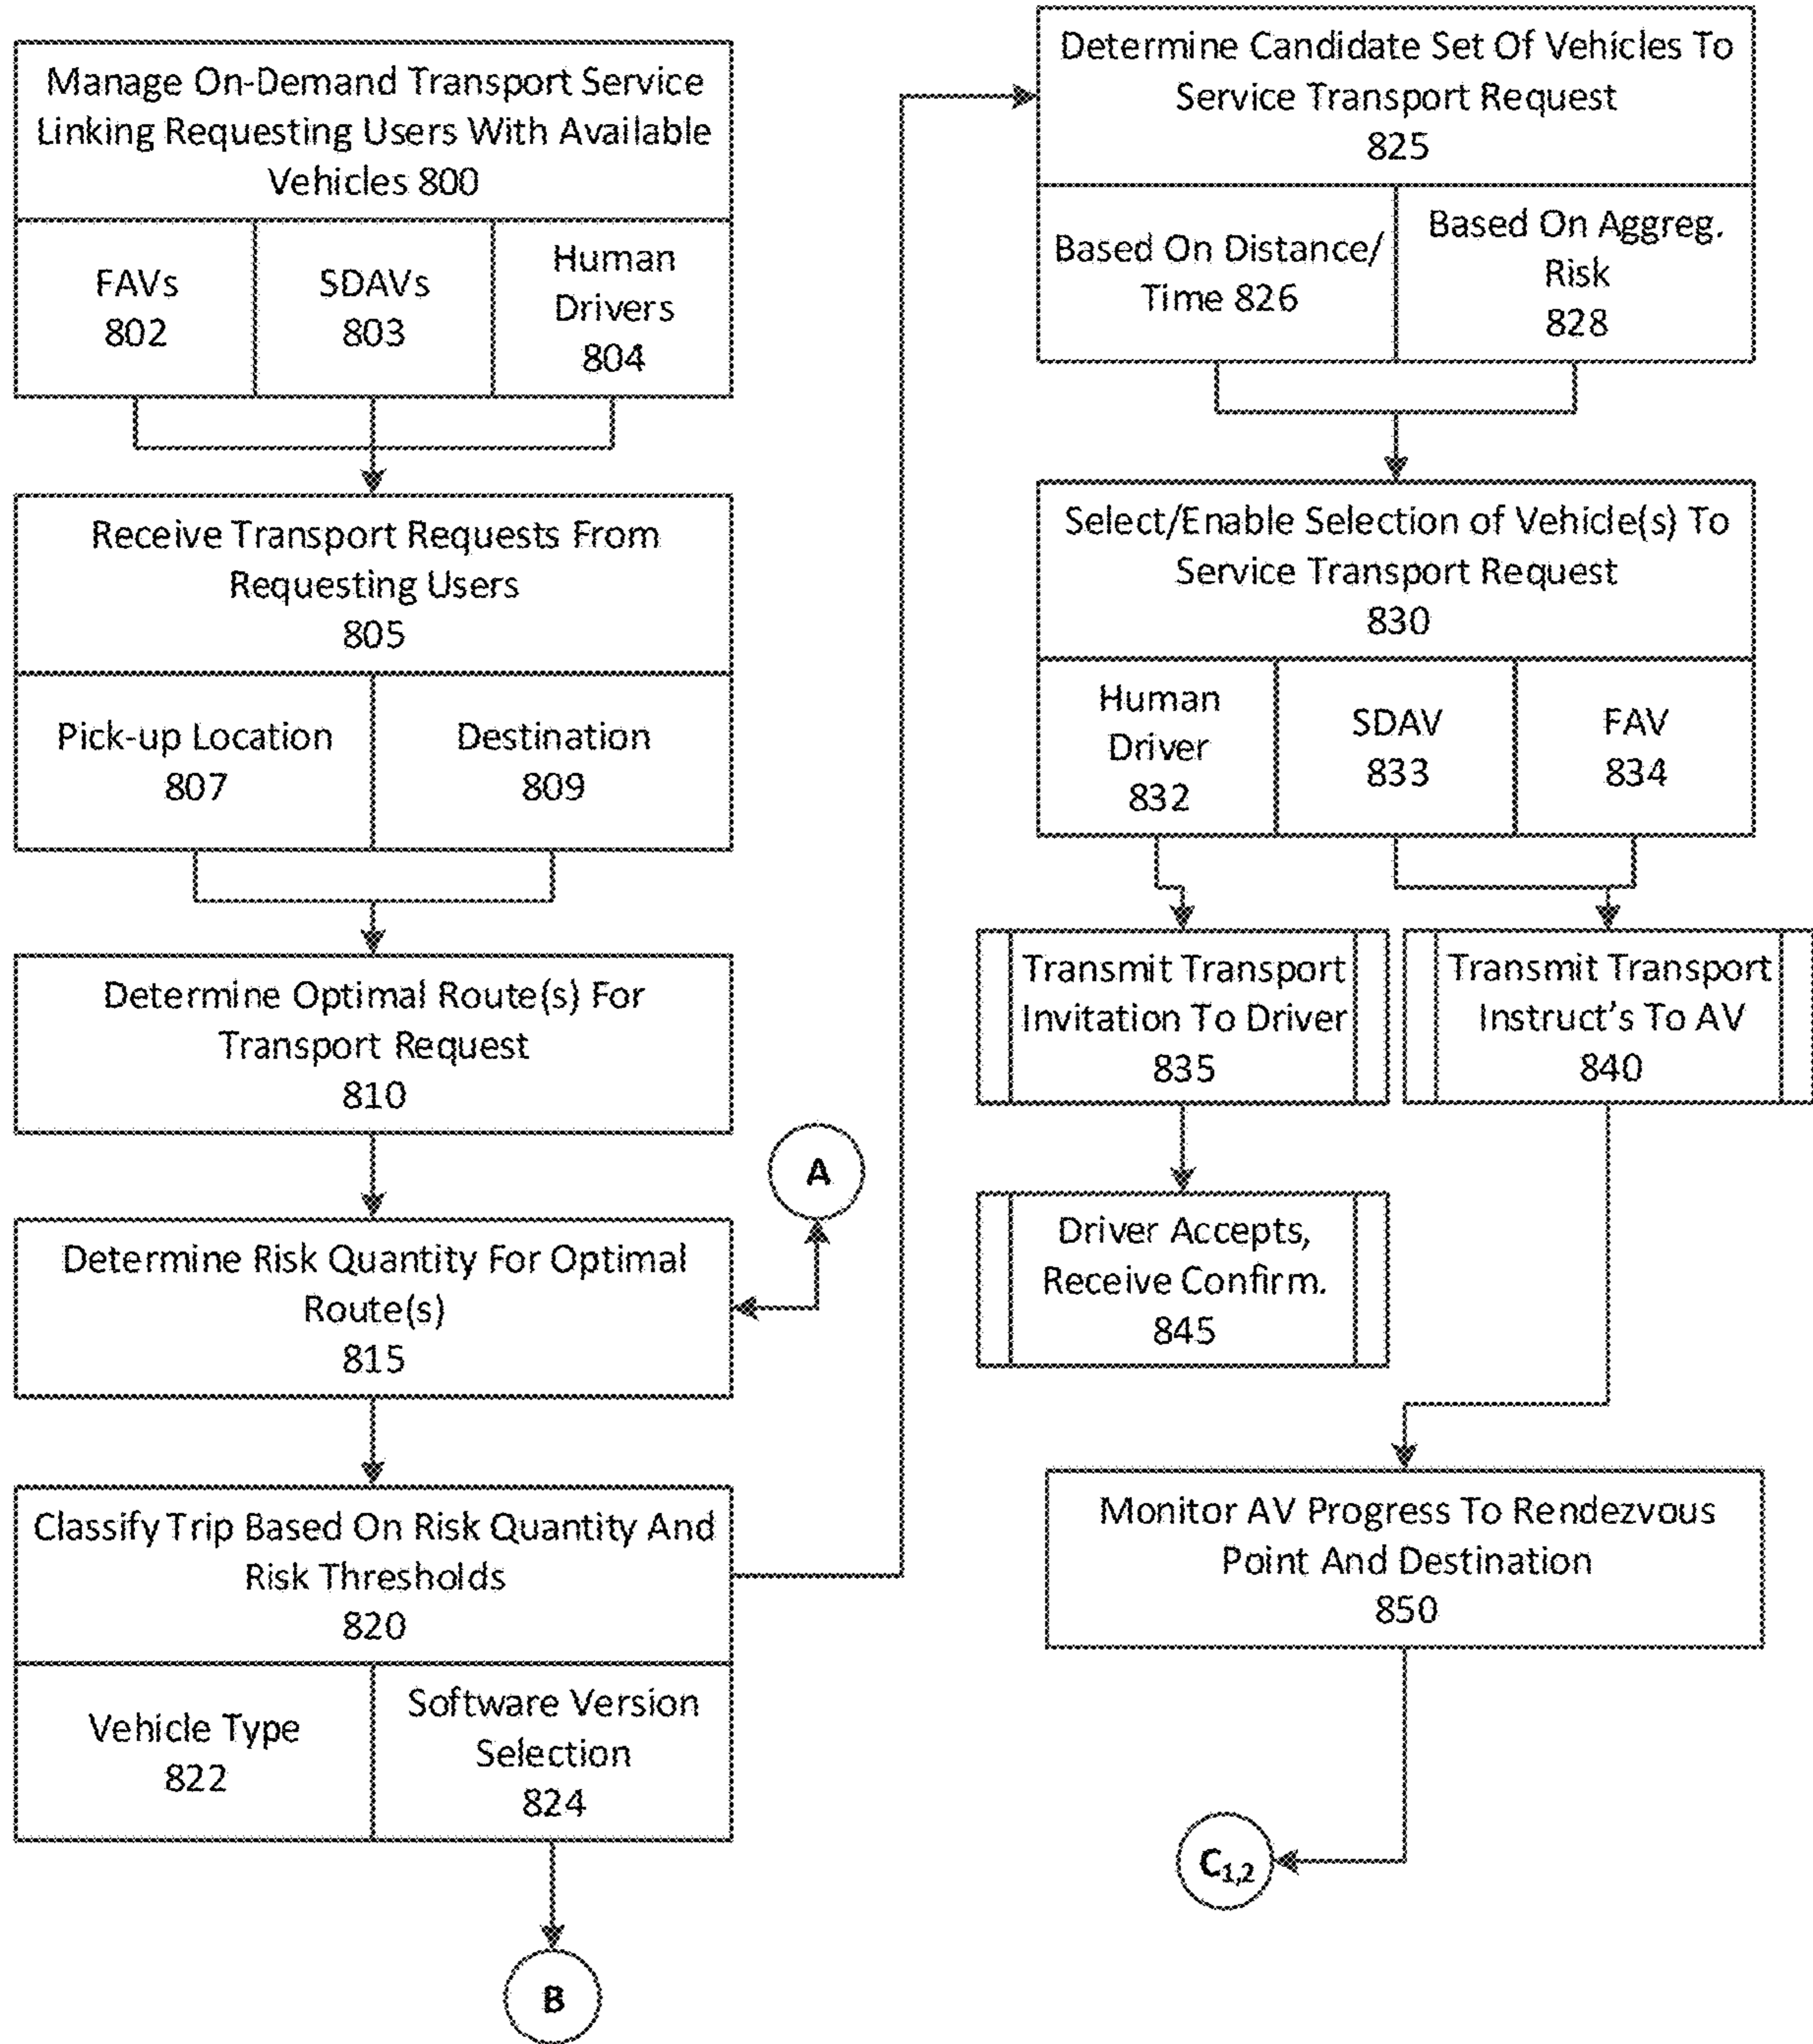 Manage On-Demand Transport Service
Linking Requesting Users With Available
Vehicles 800
FAVs
802
SDAVs
803
Human
Drivers
804
Receive Transport Requests From
Requesting Users
805
Pick-up Location
807
Destination
809
Determine Optimal Route(s) For
Transport Request
810
A
Determine Risk Quantity For Optimal
Route(s)
815
Classify Trip Based On Risk Quantity And
Risk Thresholds
820
Vehicle Type
822
Software Version
Selection
824
B
Determine Candidate Set Of Vehicles To
Service Transport Request
825
Based On Distance/
Time 826
Based On Aggreg.
Risk
828
Select/Enable Selection of Vehicle(s) To
Service Transport Request
830
Human
Driver
832
SDAV
833
FAV
834
Transmit Transport
Invitation To Driver
835
Transmit Transport
Instruct's To AV
840
Driver Accepts,
Receive Confirm.
845
Monitor AV Progress To Rendezvous
Point And Destination
850
C1,2